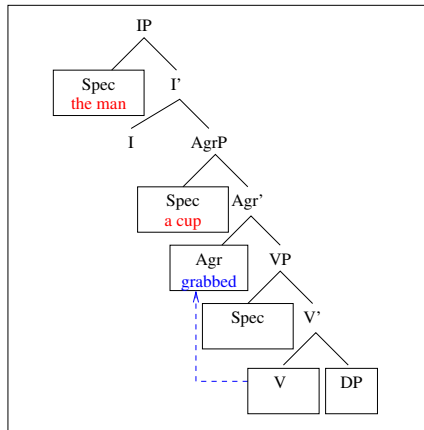 IP
Spec
the man
I'
I
AgrP
Spec
a cup
Agr'
Agr
grabbed
VP
Spec
V'
V
DP